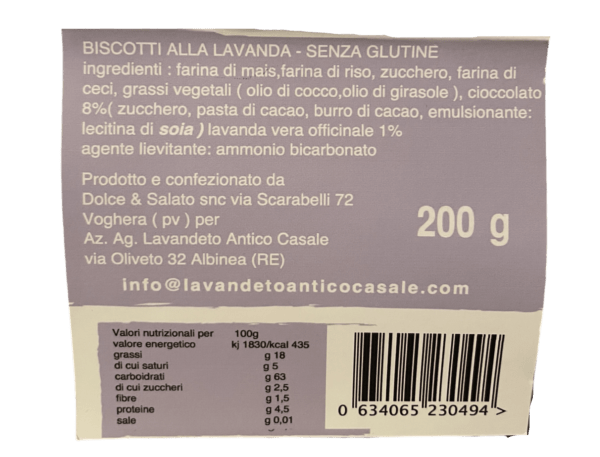 BISCOTTI ALLA LAVANDA - SENZA GLUTINE
ingredienti : farina di mais,farina di riso, zucchero, farina di
ceci, grassi vegetali ( olio di cocco,olio di girasole ), cioccolato
8%( zucchero, pasta di cacao, burro di cacao, emulsionante:
lecitina di soia ) lavanda vera officinale 1%
agente lievitante: ammonio bicarbonato
Prodotto e confezionato da
Dolce & Salato snc via Scarabelli 72
Voghera ( pv ) per
Az. Ag. Lavandeto Antico Casale
via Oliveto 32 Albinea (RE)
200 g
info@lavandetoanticocasale.com
Valori nutrizionali per 100g
valore energetico kj 1830/kcal 435
grassi g 18
di cui saturi g 5
carboidrati g 63
di cui zuccheri g 2,5
fibre g 1,5
proteine g 4,5
sale g 0,01
0 634065 230494 >